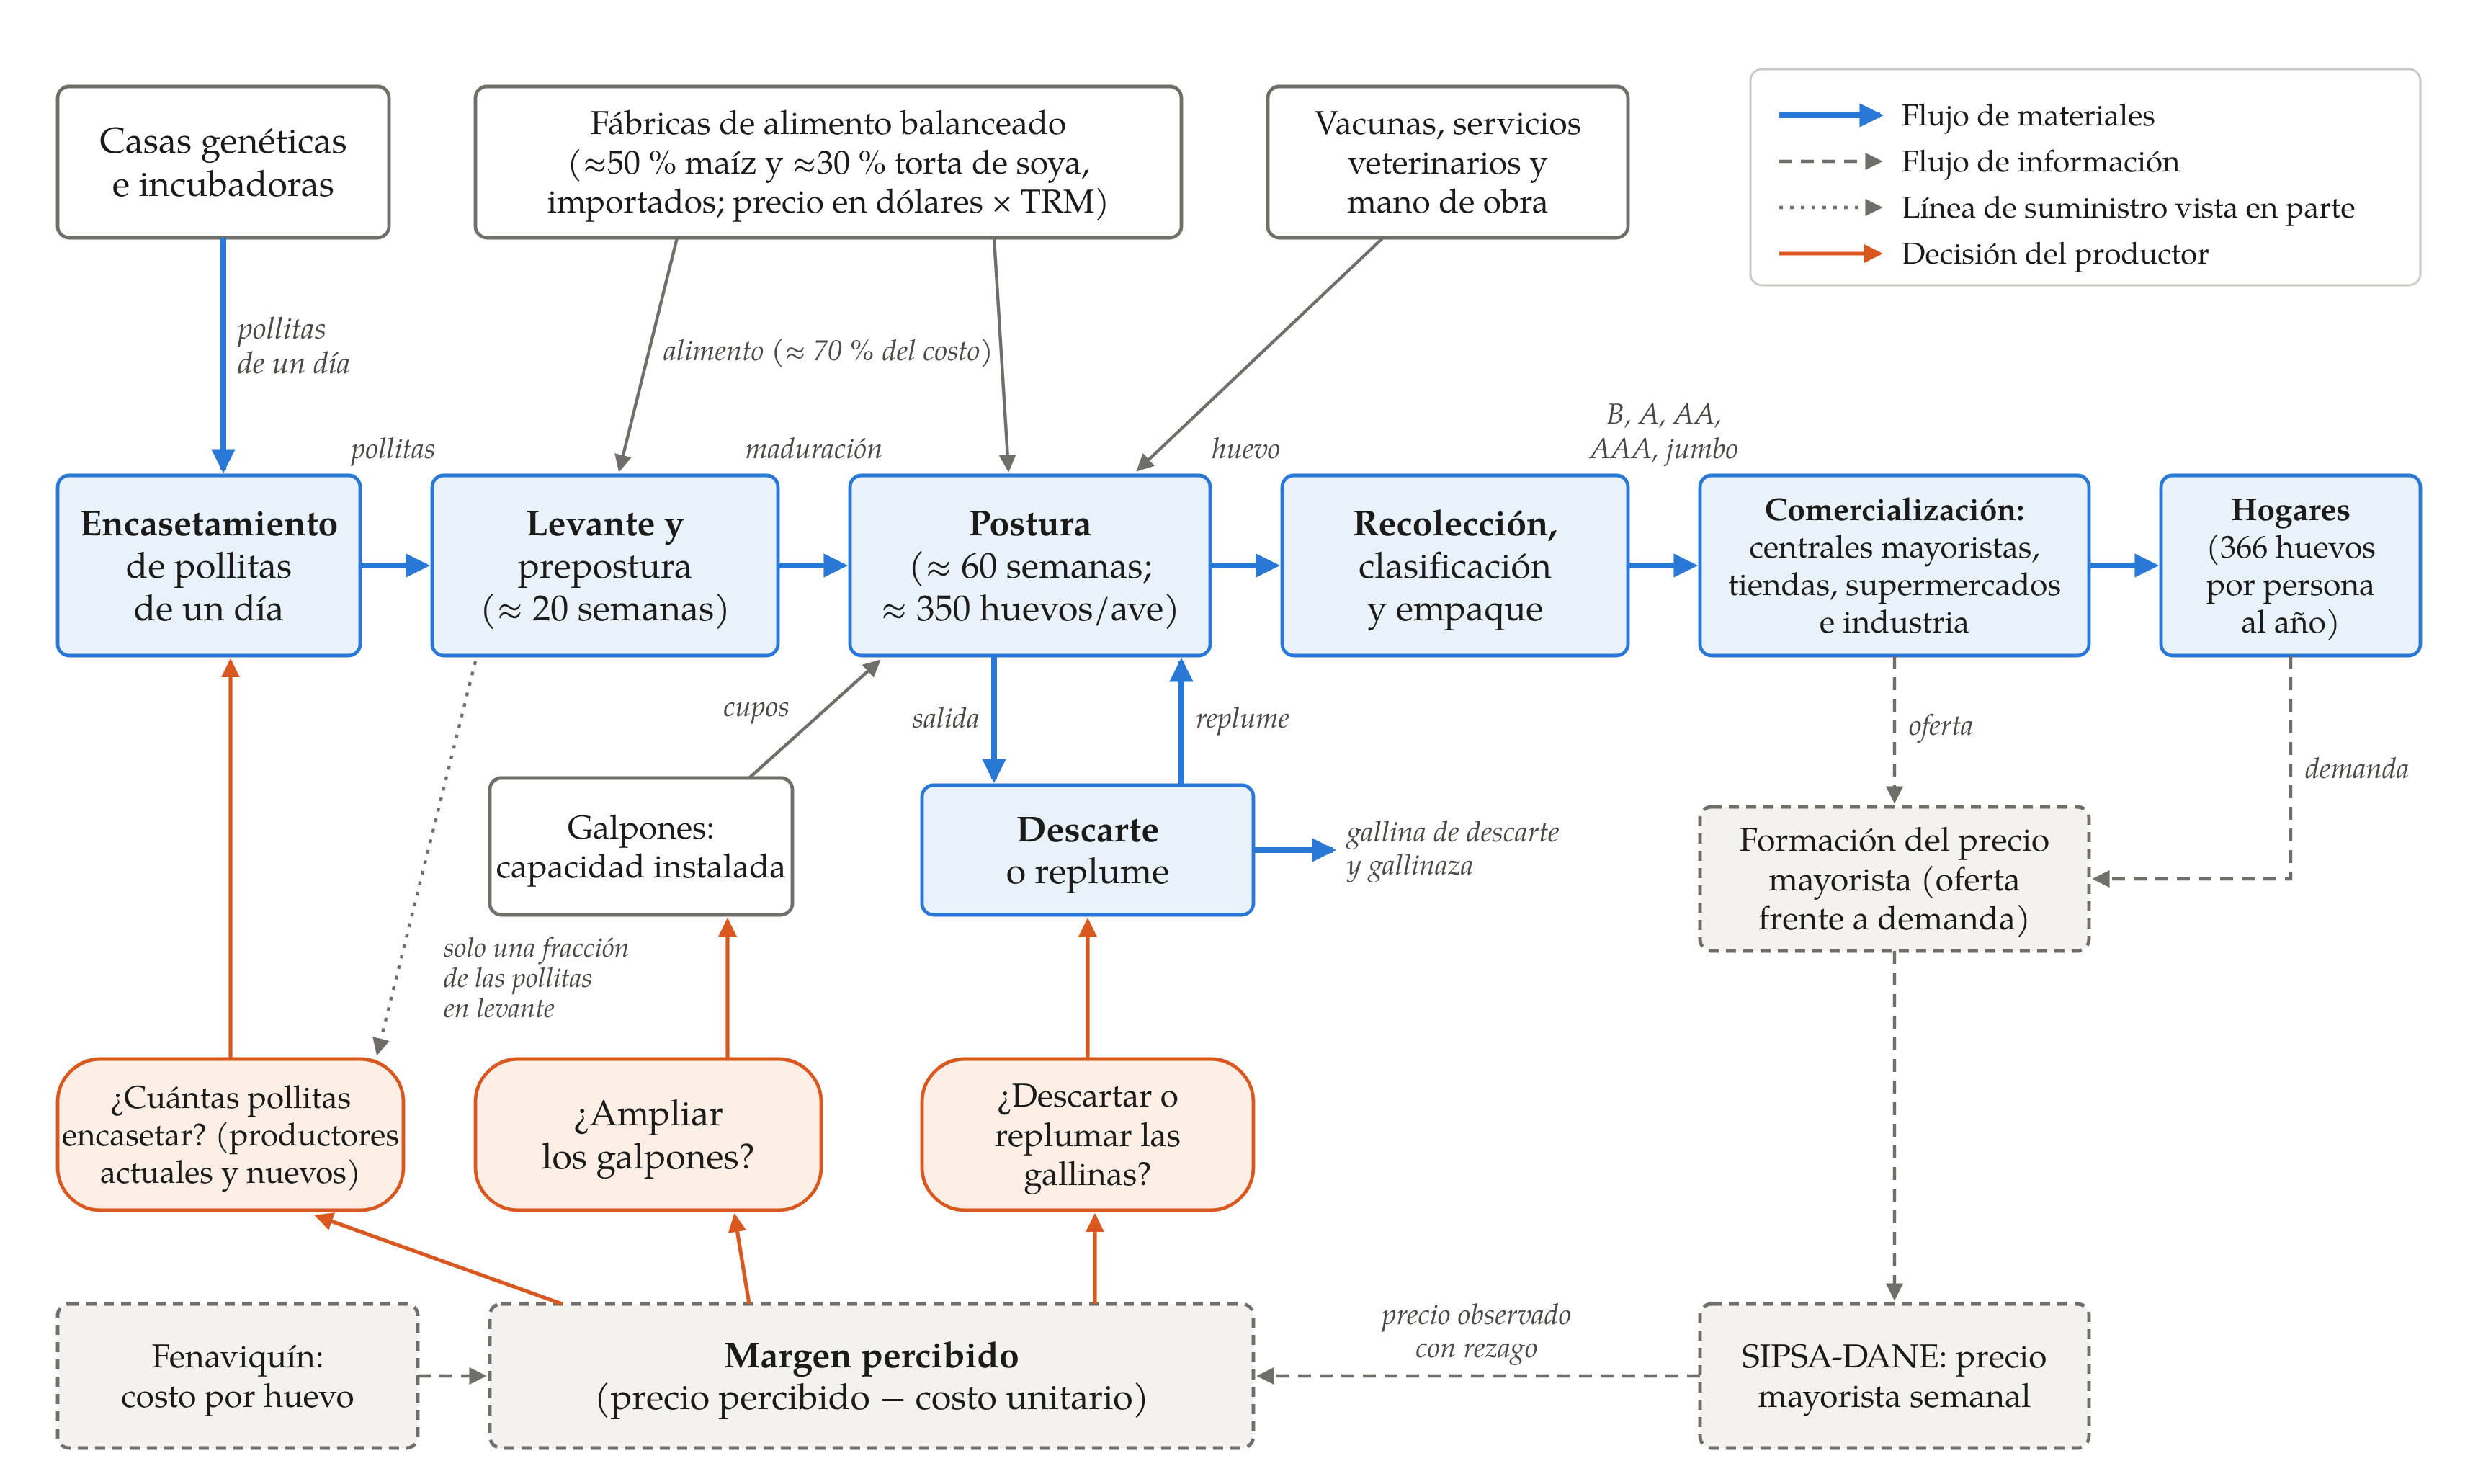 Casas genéticas
e incubadoras
Fábricas de alimento balanceado
(≈50 % maíz y ≈30 % torta de soya,
importados; precio en dólares × TRM)
Vacunas, servicios
veterinarios y
mano de obra
Flujo de materiales
Flujo de información
Línea de suministro vista en parte
Decisión del productor
pollitas
de un día
alimento (≈ 70 % del costo)
pollitas
maduración
huevo
B, A, AA,
AAA, jumbo
Encasetamiento
de pollitas
de un día
Levante y
prepostura
(≈ 20 semanas)
Postura
(≈ 60 semanas;
≈ 350 huevos/ave)
Recolección,
clasificación
y empaque
Comercialización:
centrales mayoristas,
tiendas, supermercados
e industria
Hogares
(366 huevos
por persona
al año)
cupos
salida
replume
oferta
demanda
Galpones:
capacidad instalada
Descarte
o replume
gallina de descarte
y gallinaza
Formación del precio
mayorista (oferta
frente a demanda)
solo una fracción
de las pollitas
en levante
¿Cuántas pollitas
encasetar? (productores
actuales y nuevos)
¿Ampliar
los galpones?
¿Descartar o
replumar las
gallinas?
Fenaviquín:
costo por huevo
Margen percibido
(precio percibido − costo unitario)
precio observado
con rezago
SIPSA-DANE: precio
mayorista semanal